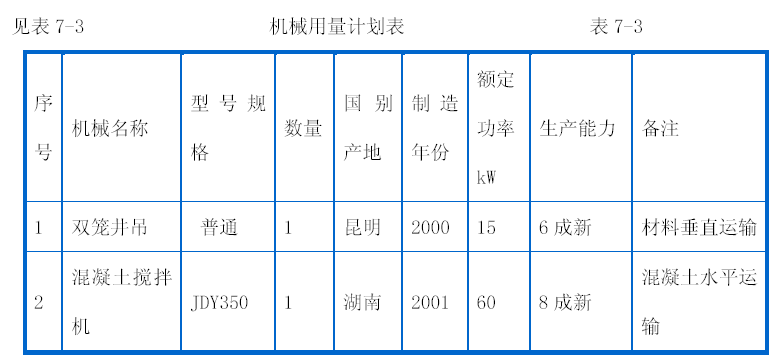 见表 7-3 机械用量计划表 表 7-3
序号 机械名称 型号规格 数量 国别产地 制造年份 额定功率 kW 生产能力 备注
1 双笼井吊 普通 1 昆明 2000 15 6 成新 材料垂直运输
2 混凝土搅拌机 JDY350 1 湖南 2001 60 8 成新 混凝土水平运输